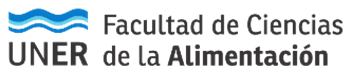 UNER
Facultad de Ciencias
de la Alimentación